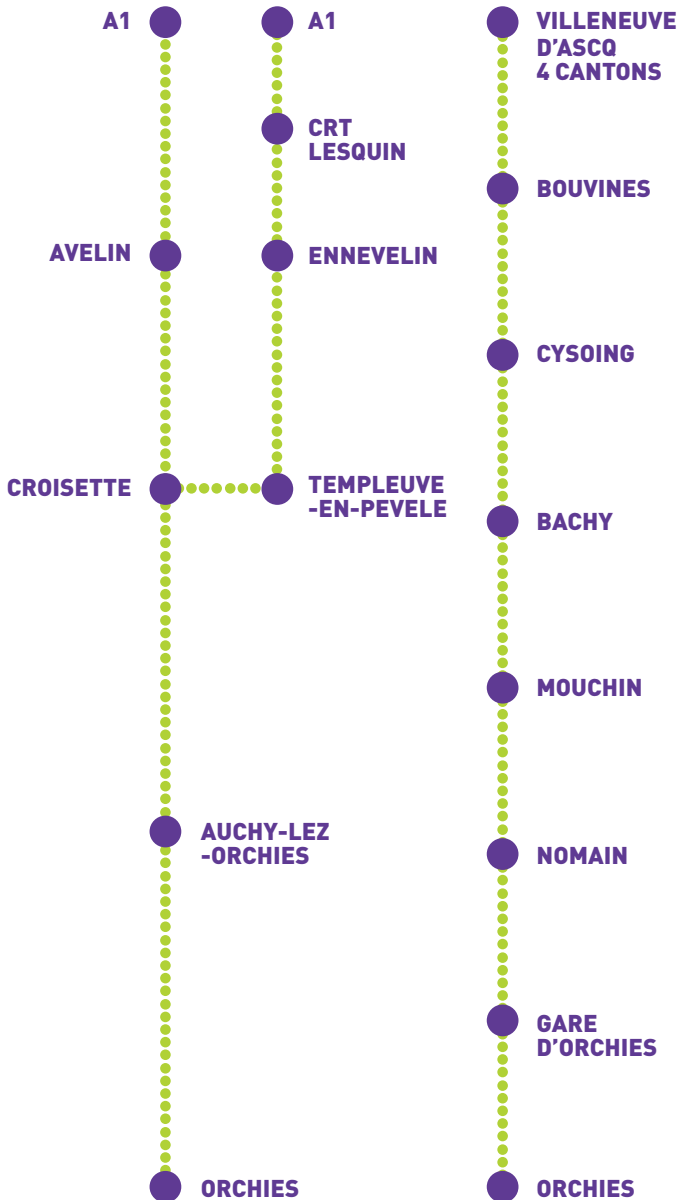 A1
A1
VILLENEUVE
D'ASCQ
4 CANTONS
CRT
LESQUIN
BOUVINES
AVELIN
ENNEVELIN
CYSOING
CROISETTE
TEMPLEUVE
-EN-PEVELE
BACHY
MOUCHIN
AUCHY-LEZ
-ORCHIES
NOMAIN
GARE
D'ORCHIES
ORCHIES
ORCHIES